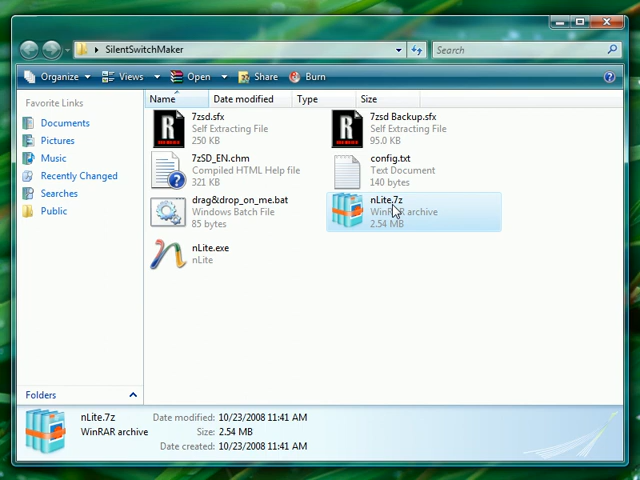 SilentSwitchMaker
Search
Organize
Views
Open
Share
Burn
Favorite Links
Documents
Pictures
Music
Recently Changed
Searches
Public
Folders
Name
Date modified
Type
Size
7zsd.sfx
Self Extracting File
250 KB
7zsd Backup.sfx
Self Extracting File
95.0 KB
7zSD_EN.chm
Compiled HTML Help file
321 KB
config.txt
Text Document
140 bytes
drag&drop_on_me.bat
Windows Batch File
85 bytes
nLite.7z
WinRAR archive
2.54 MB
nLite.exe
nLite
nLite.7z
WinRAR archive
Date modified: 10/23/2008 11:41 AM
Size: 2.54 MB
Date created: 10/23/2008 11:41 AM